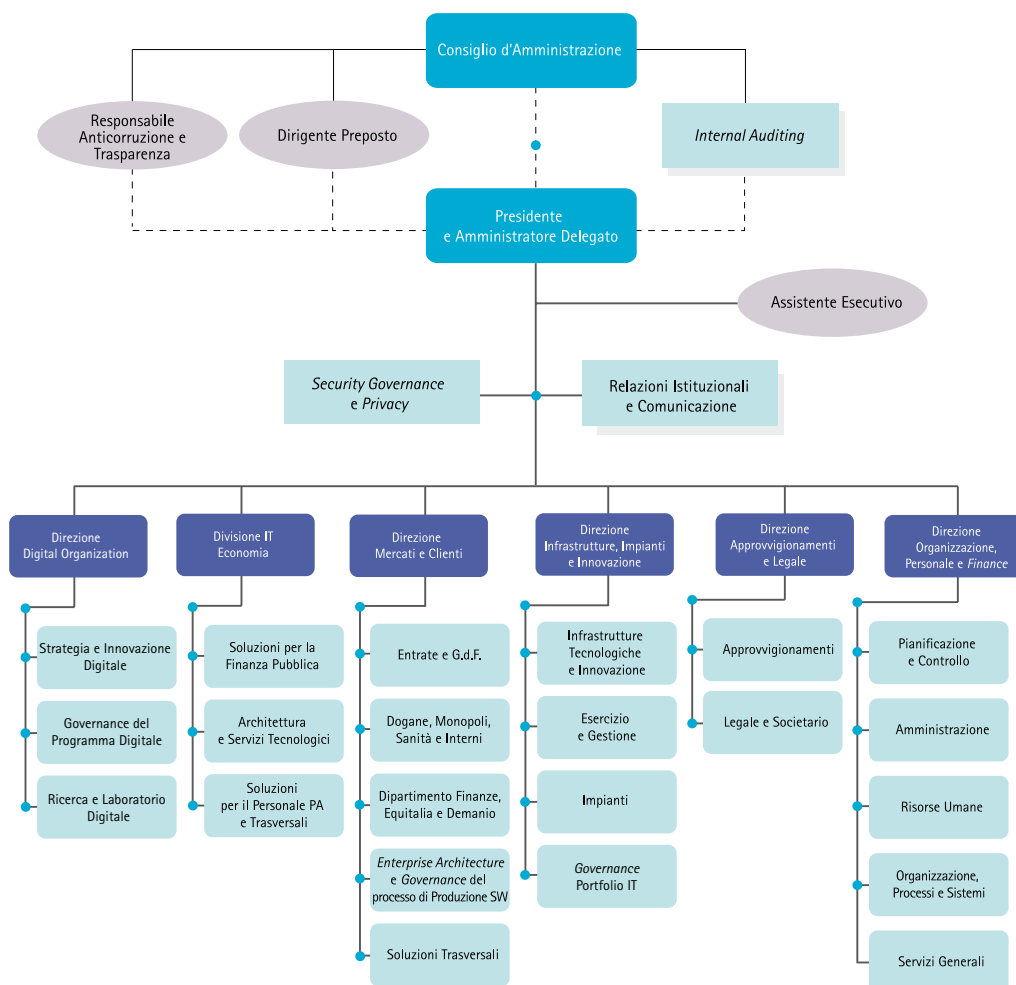 Consiglio d'Amministrazione
Responsabile
Anticorruzione e
Trasparenza
Dirigente Preposto
Internal Auditing
Presidente
e Amministratore Delegato
Assistente Esecutivo
Security Governance
e Privacy
Relazioni Istituzionali
e Comunicazione
Direzione
Digital Organization
Strategia e Innovazione
Digitale
Governance del
Programma Digitale
Ricerca e Laboratorio
Digitale
Divisione IT
Economia
Soluzioni per la
Finanza Pubblica
Architettura
e Servizi Tecnologici
Soluzioni
per il Personale PA
e Trasversali
Direzione
Mercati e Clienti
Entrate e G.d.F.
Dogane, Monopoli,
Sanità e Interni
Dipartimento Finanze,
Equitalia e Demanio
Enterprise Architecture
e Governance del
processo di Produzione SW
Soluzioni Trasversali
Direzione
Infrastrutture, Impianti
e Innovazione
Infrastrutture
Tecnologiche
e Innovazione
Esercizio
e Gestione
Impianti
Governance
Portfolio IT
Direzione
Approvvigionamenti
e Legale
Approvvigionamenti
Legale e Societario
Direzione
Organizzazione,
Personale e Finance
Pianificazione
e Controllo
Amministrazione
Risorse Umane
Organizzazione,
Processi e Sistemi
Servizi Generali